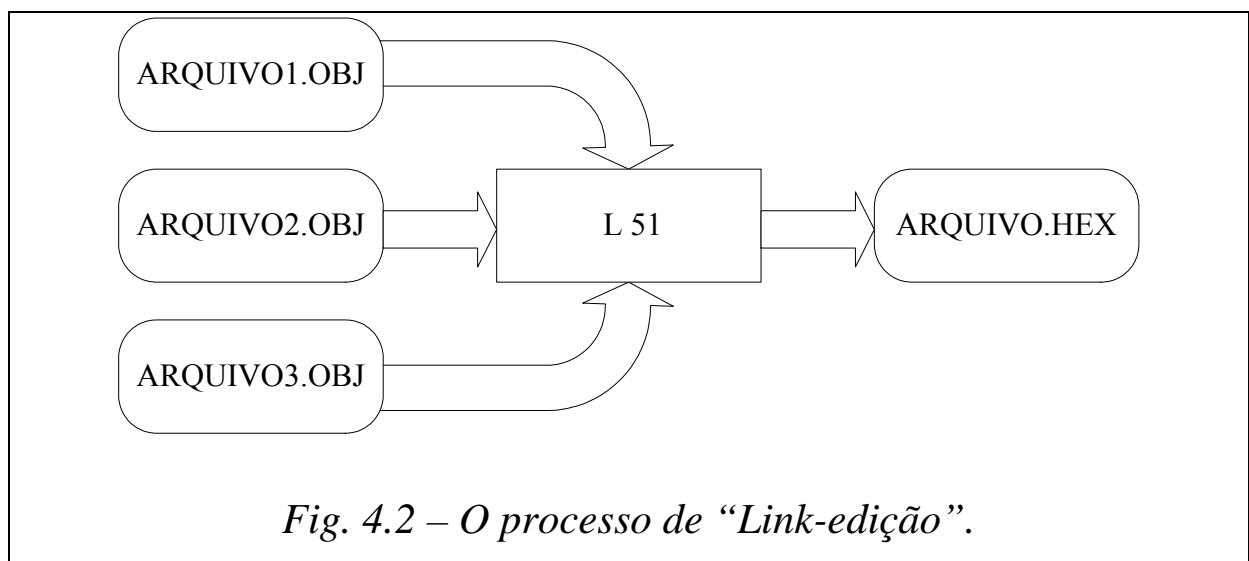 ARQUIVO1.OBJ
ARQUIVO2.OBJ
L 51
ARQUIVO.HEX
ARQUIVO3.OBJ
Fig. 4.2 – O processo de “Link-edição”.